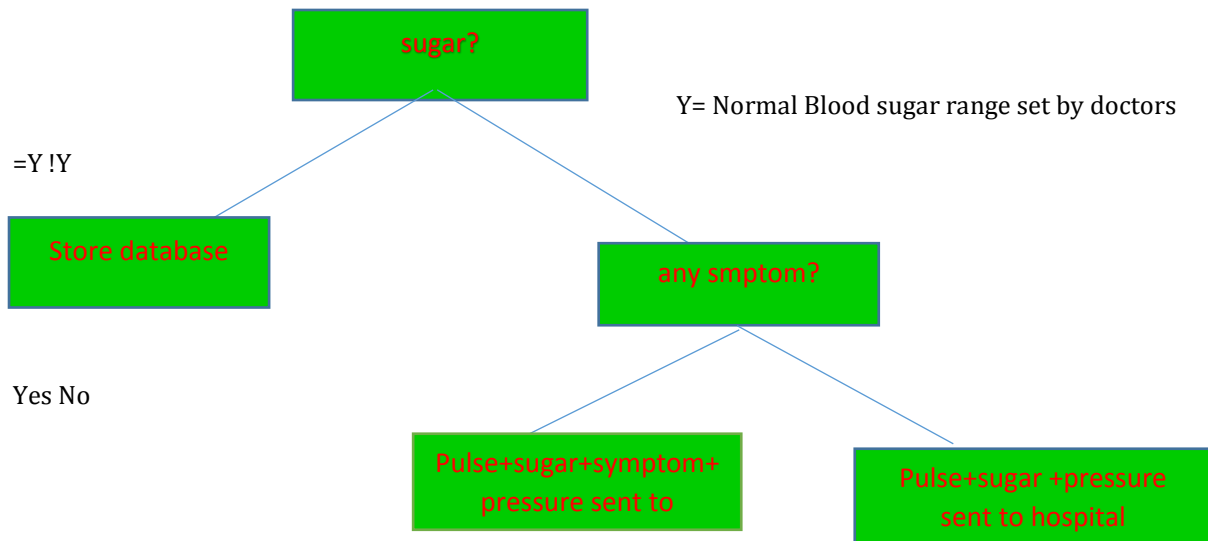 sugar?
Y= Normal Blood sugar range set by doctors
=Y !Y
Store database
any smptom?
Yes No
Pulse+sugar+symptom+
pressure sent to
Pulse+sugar +pressure
sent to hospital